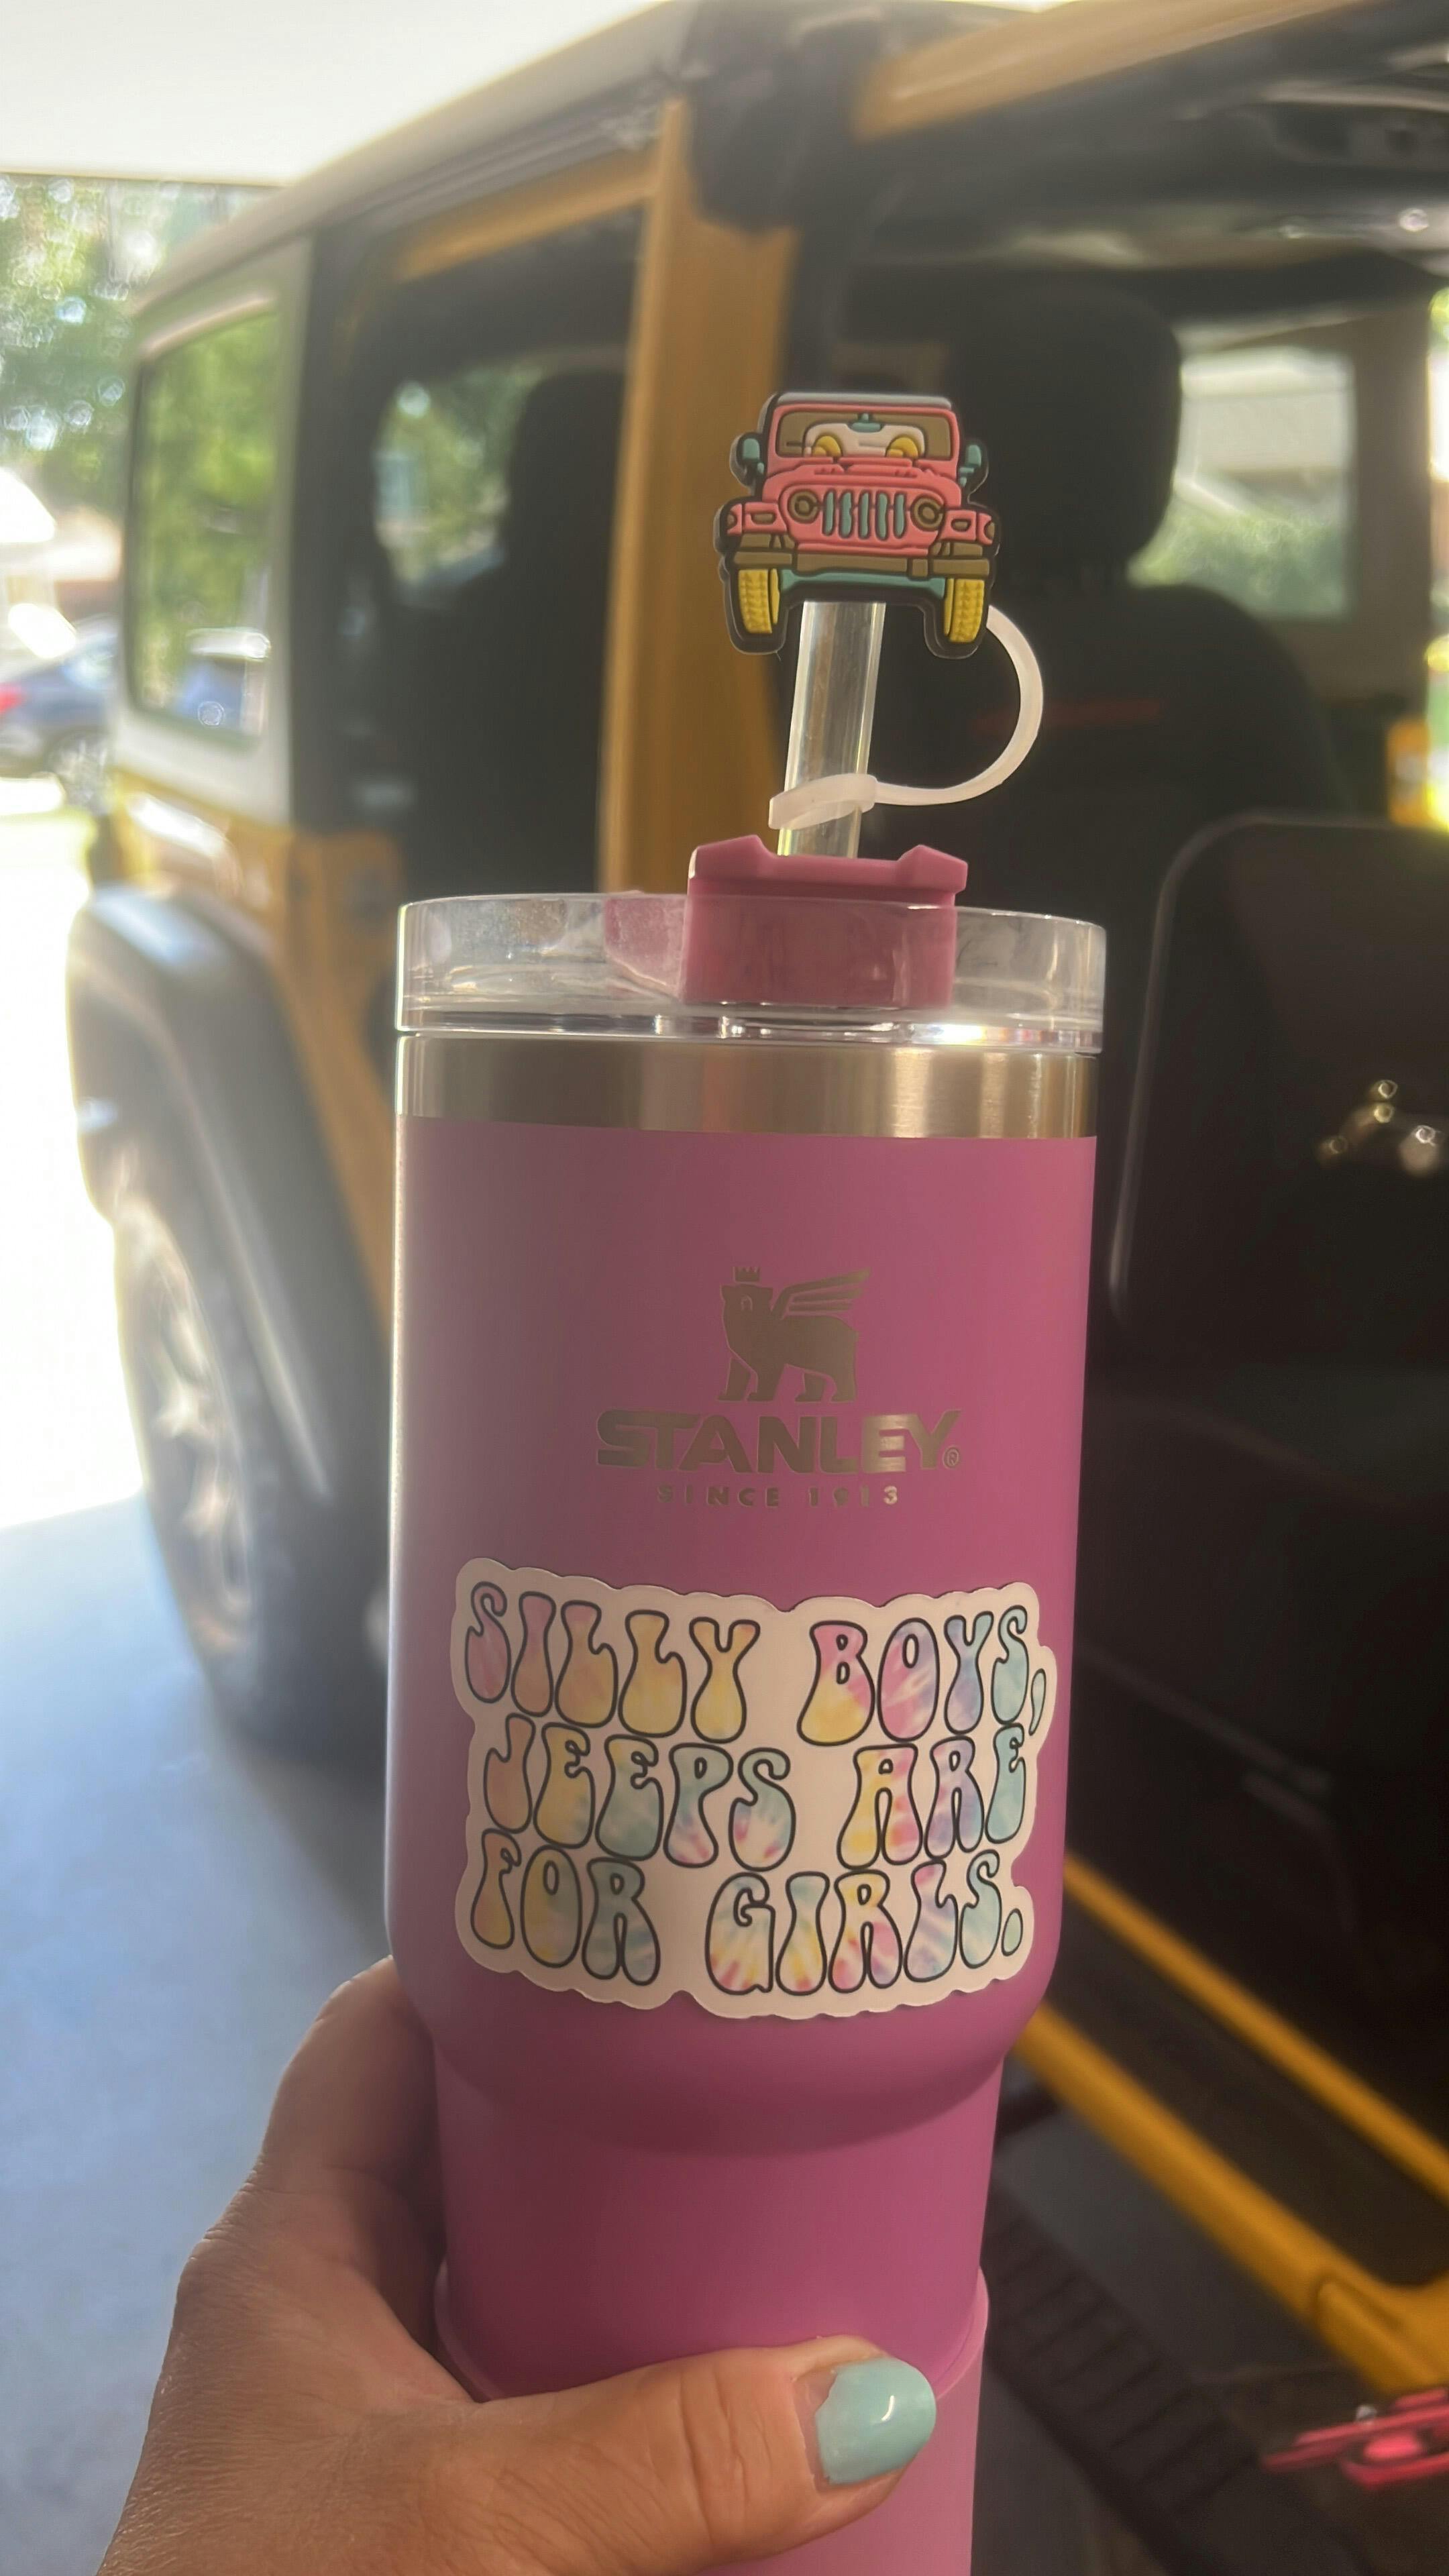 STANLEY®
SINCE 1913
SILLY BOYS,
JEEPS ARE
FOR GIRLS.